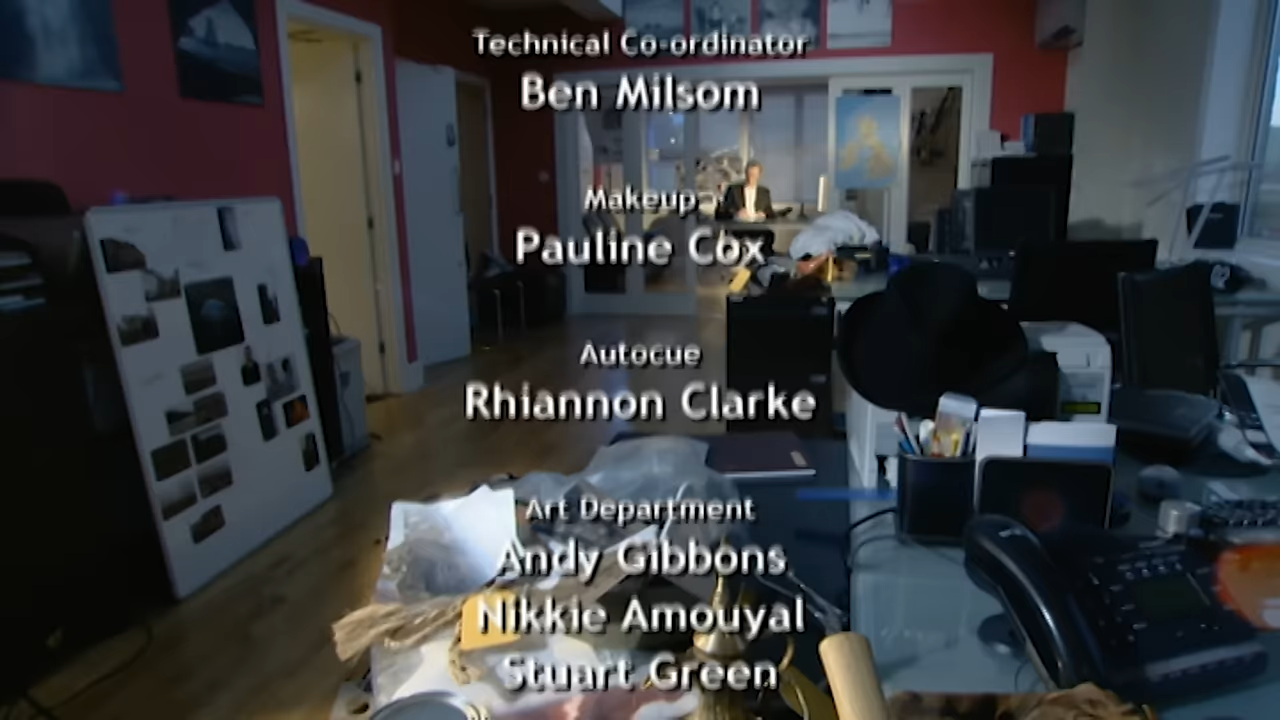 Technical Co-ordinator
Ben Milsom
Makeup
Pauline Cox
Autocue
Rhiannon Clarke
Art Department
Andy Gibbons
Nikkie Amouyal
Stuart Green